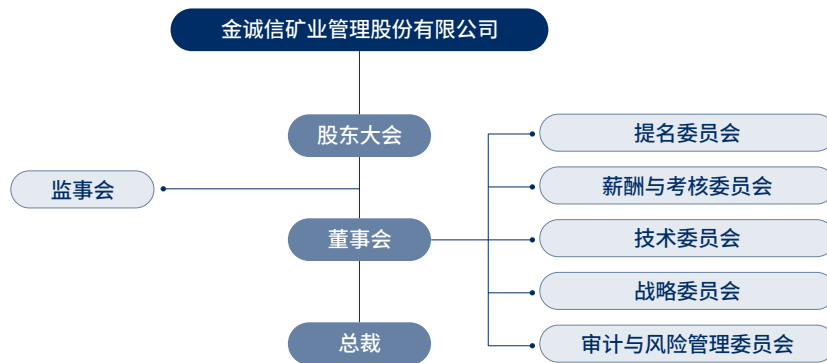 金诚信矿业管理股份有限公司
股东大会
提名委员会
监事会
薪酬与考核委员会
董事会
技术委员会
战略委员会
总裁
审计与风险管理委员会